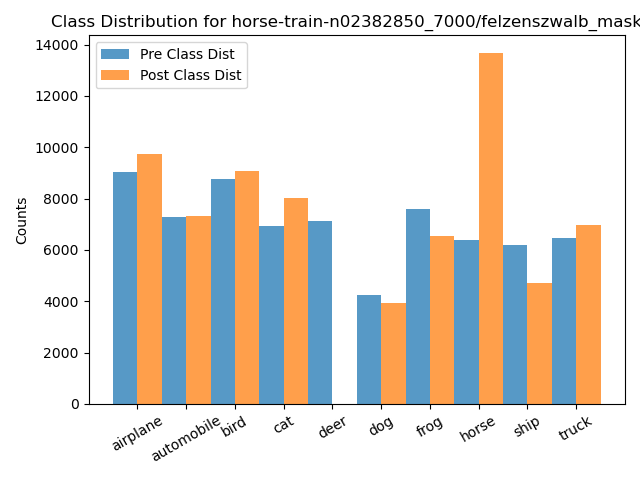 Class Distribution for horse-train-n02382850_7000/felzenszwalb_mask
Pre Class Dist
Post Class Dist
14000
12000
10000
8000
6000
4000
2000
0
Counts
airplane
automobile
bird
cat
deer
dog
frog
horse
ship
truck